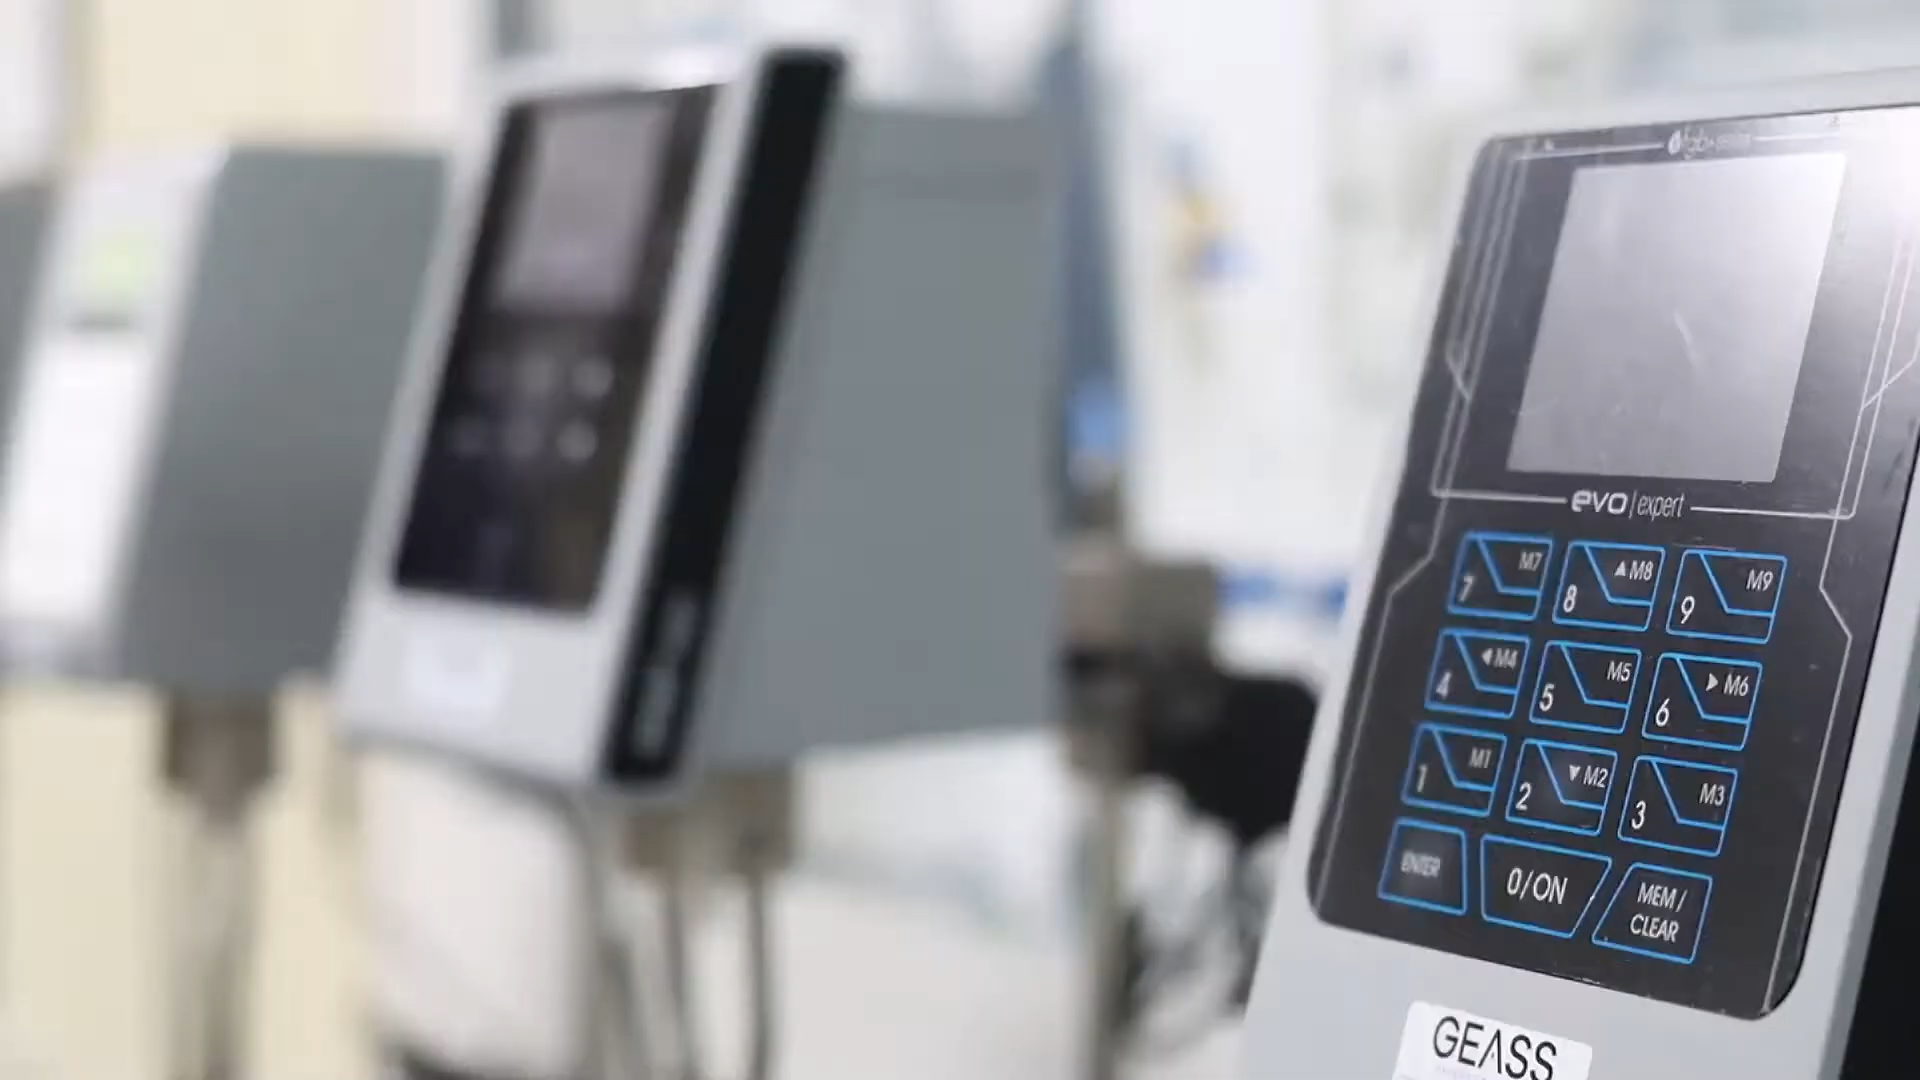 fgb
evo | expert
7 M7
8 ▲M8
9 M9
4 ◀M4
5 M5
6 ▶M6
1 M1
2 ▼M2
3 M3
ENTER
0/ON
MEM/
CLEAR
GEASS